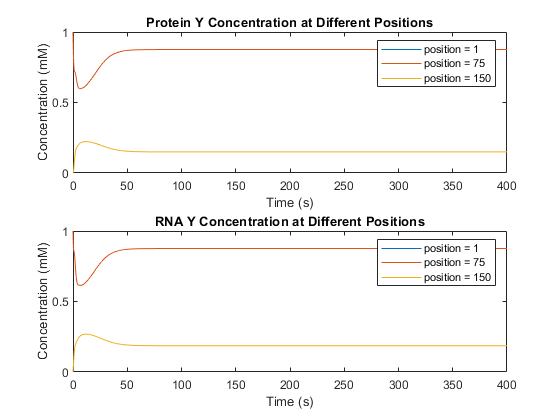 Protein Y Concentration at Different Positions
Concentration (mM)
1
0.5
0
position = 1
position = 75
position = 150
0 50 100 150 200 250 300 350 400
Time (s)
RNA Y Concentration at Different Positions
Concentration (mM)
1
0.5
0
position = 1
position = 75
position = 150
0 50 100 150 200 250 300 350 400
Time (s)